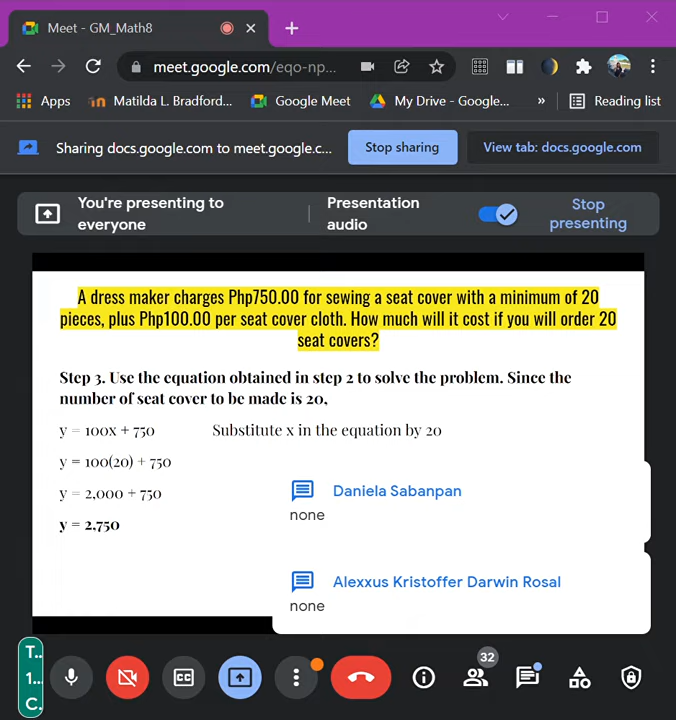 Meet - GM_Math8
meet.google.com/eqo-np...
Apps
Matilda L. Bradford...
Google Meet
My Drive - Google...
»
Reading list
Sharing docs.google.com to meet.google.c...
Stop sharing
View tab: docs.google.com
You're presenting to
everyone
Presentation
audio
Stop
presenting
A dress maker charges Php750.00 for sewing a seat cover with a minimum of 20
pieces, plus Php100.00 per seat cover cloth. How much will it cost if you will order 20
seat covers?
Step 3. Use the equation obtained in step 2 to solve the problem. Since the
number of seat cover to be made is 20,
y = 100x + 750 Substitute x in the equation by 20
y = 100(20) + 750
y = 2,000 + 750
y = 2,750
Daniela Sabanpan
none
Alexxus Kristoffer Darwin Rosal
none
T..
1...
C.
CC
32